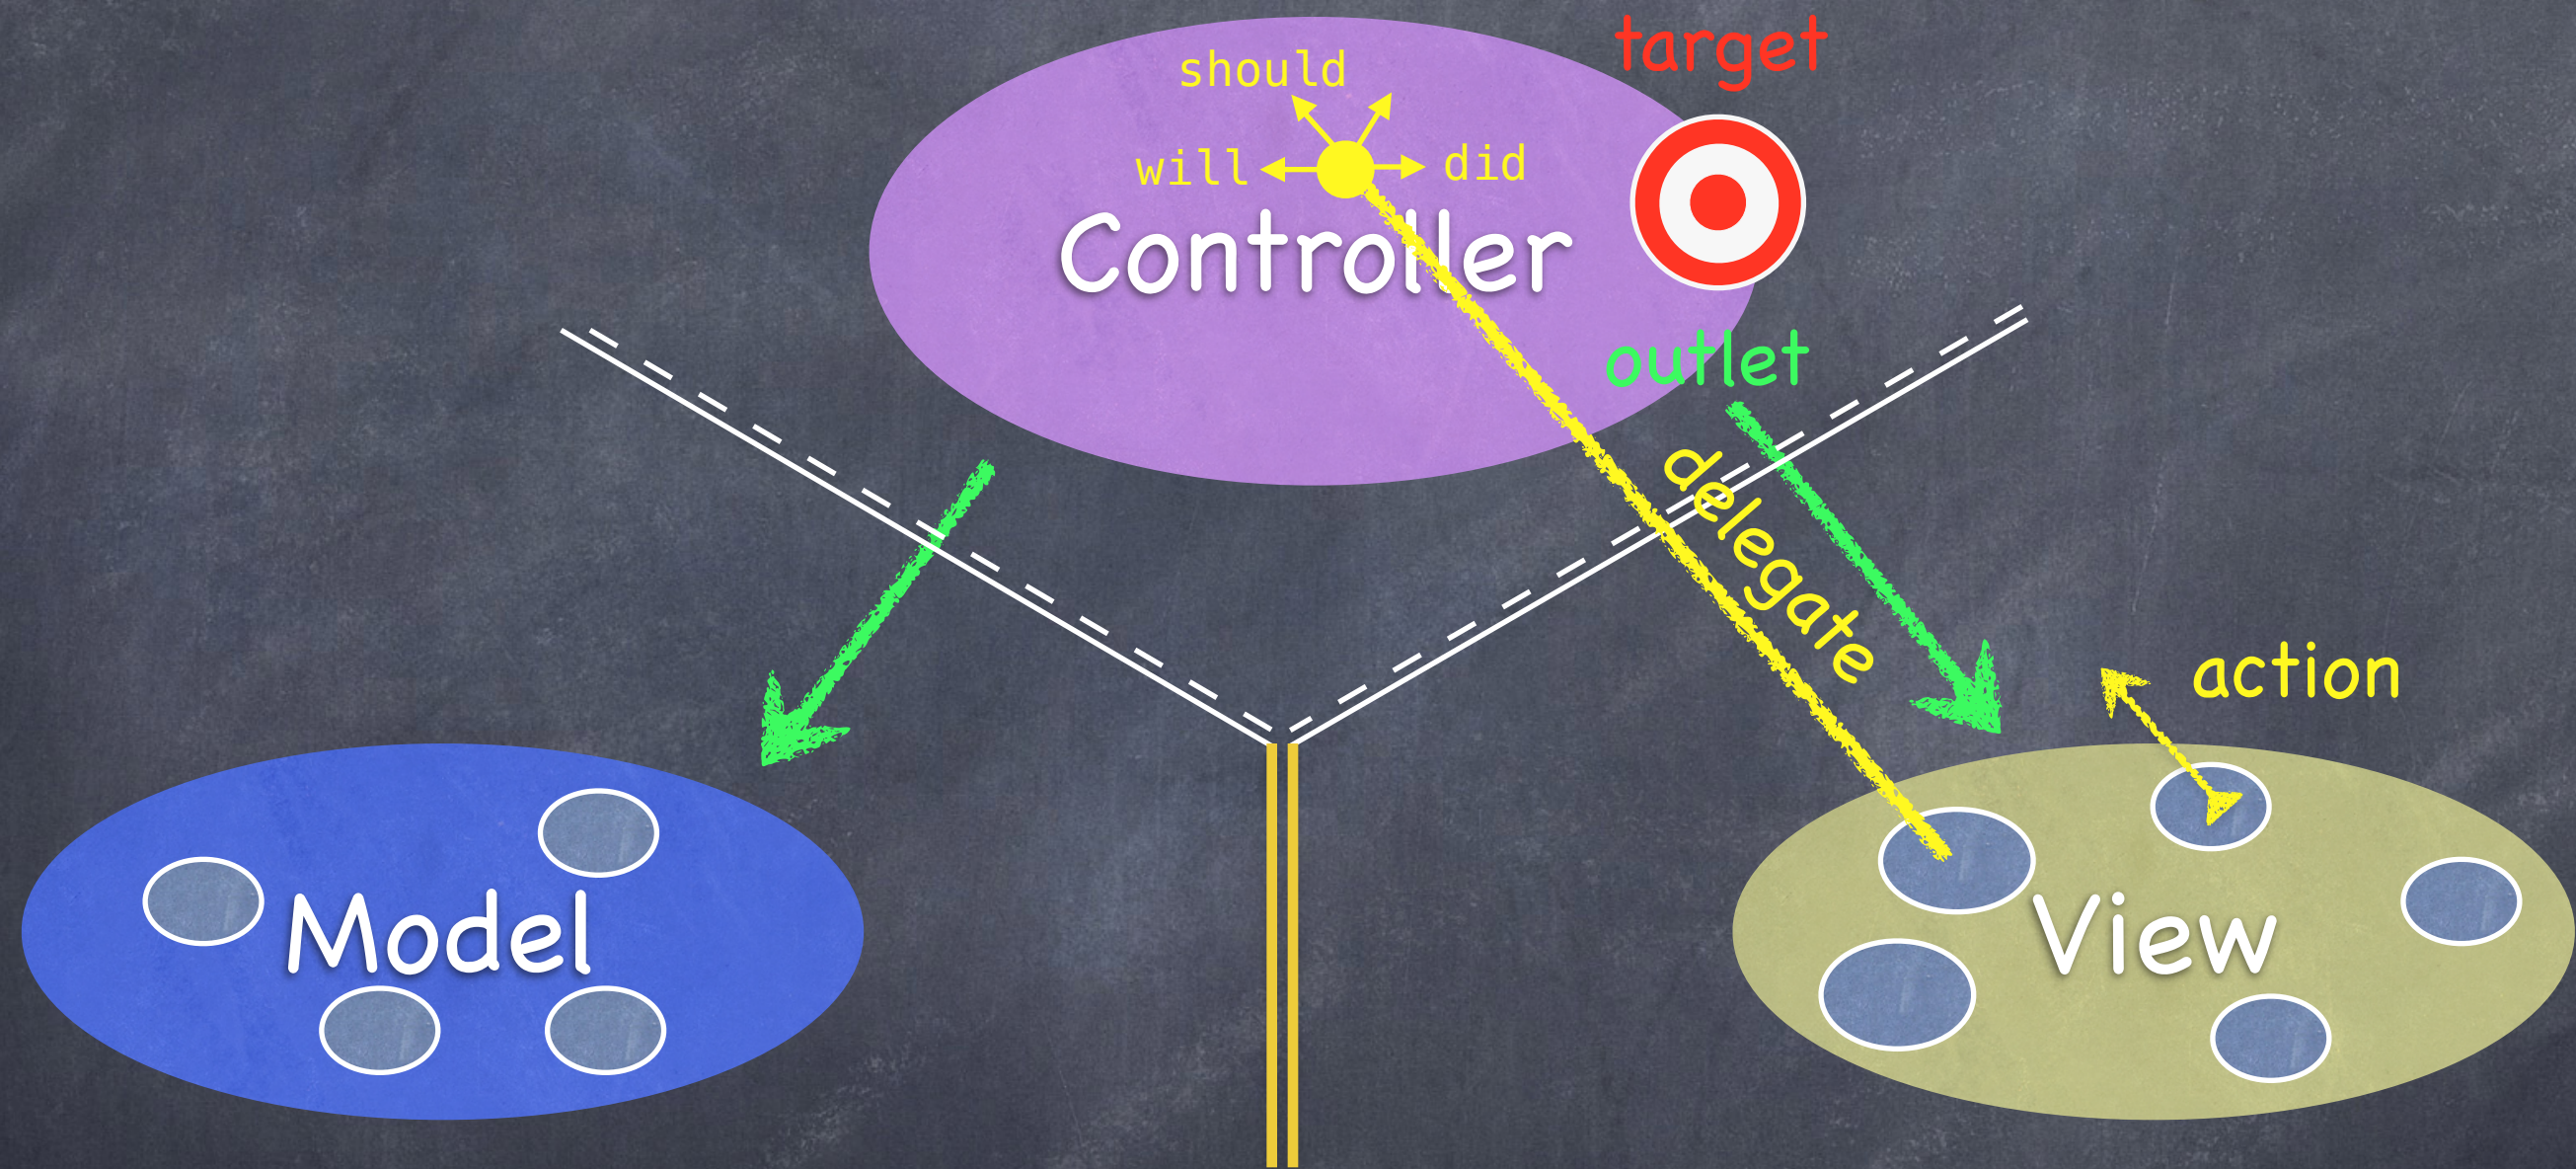 should
target
will
did
Controller
outlet
delegate
action
Model
View